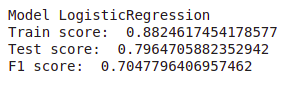 Model LogisticRegression
Train score:  0.8824617454178577
Test score:  0.7964705882352942
F1 score:  0.7047796406957462